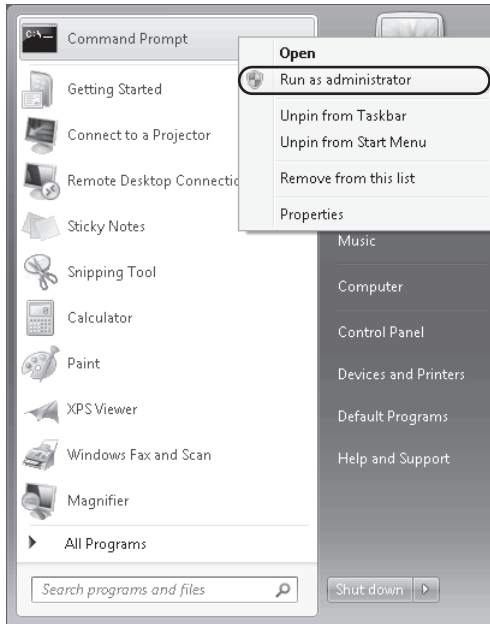 C:\
Command Prompt
Getting Started
Connect to a Projector
Remote Desktop Connectio
Sticky Notes
Snipping Tool
Calculator
Paint
XPS Viewer
Windows Fax and Scan
Magnifier
All Programs
Search programs and files
Open
Run as administrator
Unpin from Taskbar
Unpin from Start Menu
Remove from this list
Properties
Music
Computer
Control Panel
Devices and Printers
Default Programs
Help and Support
Shut down